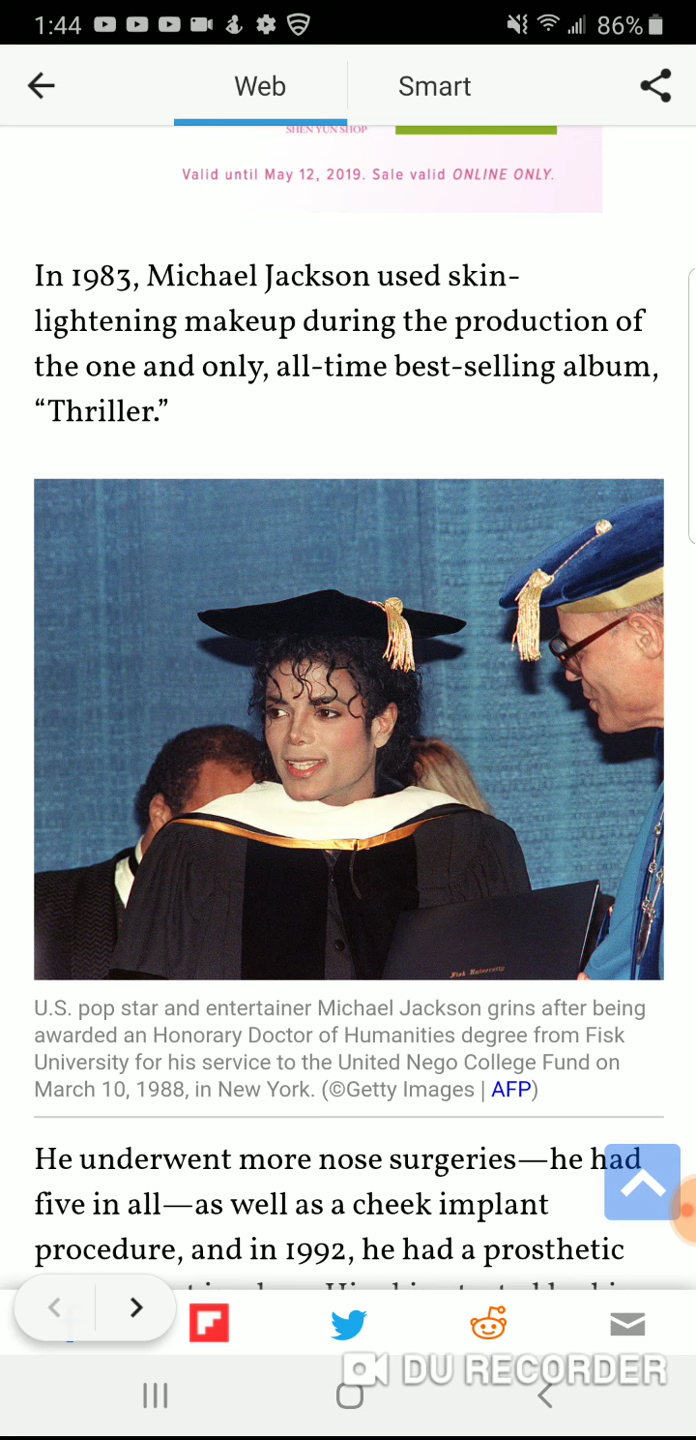 1:44
86%
Web
Smart
SHEN YUN SHOP
Valid until May 12, 2019. Sale valid ONLINE ONLY.
In 1983, Michael Jackson used skin-
lightening makeup during the production of
the one and only, all-time best-selling album,
“Thriller.”
Fisk University
U.S. pop star and entertainer Michael Jackson grins after being
awarded an Honorary Doctor of Humanities degree from Fisk
University for his service to the United Nego College Fund on
March 10, 1988, in New York. (©Getty Images | AFP)
He underwent more nose surgeries—he had
five in all—as well as a cheek implant
procedure, and in 1992, he had a prosthetic
DU RECORDER